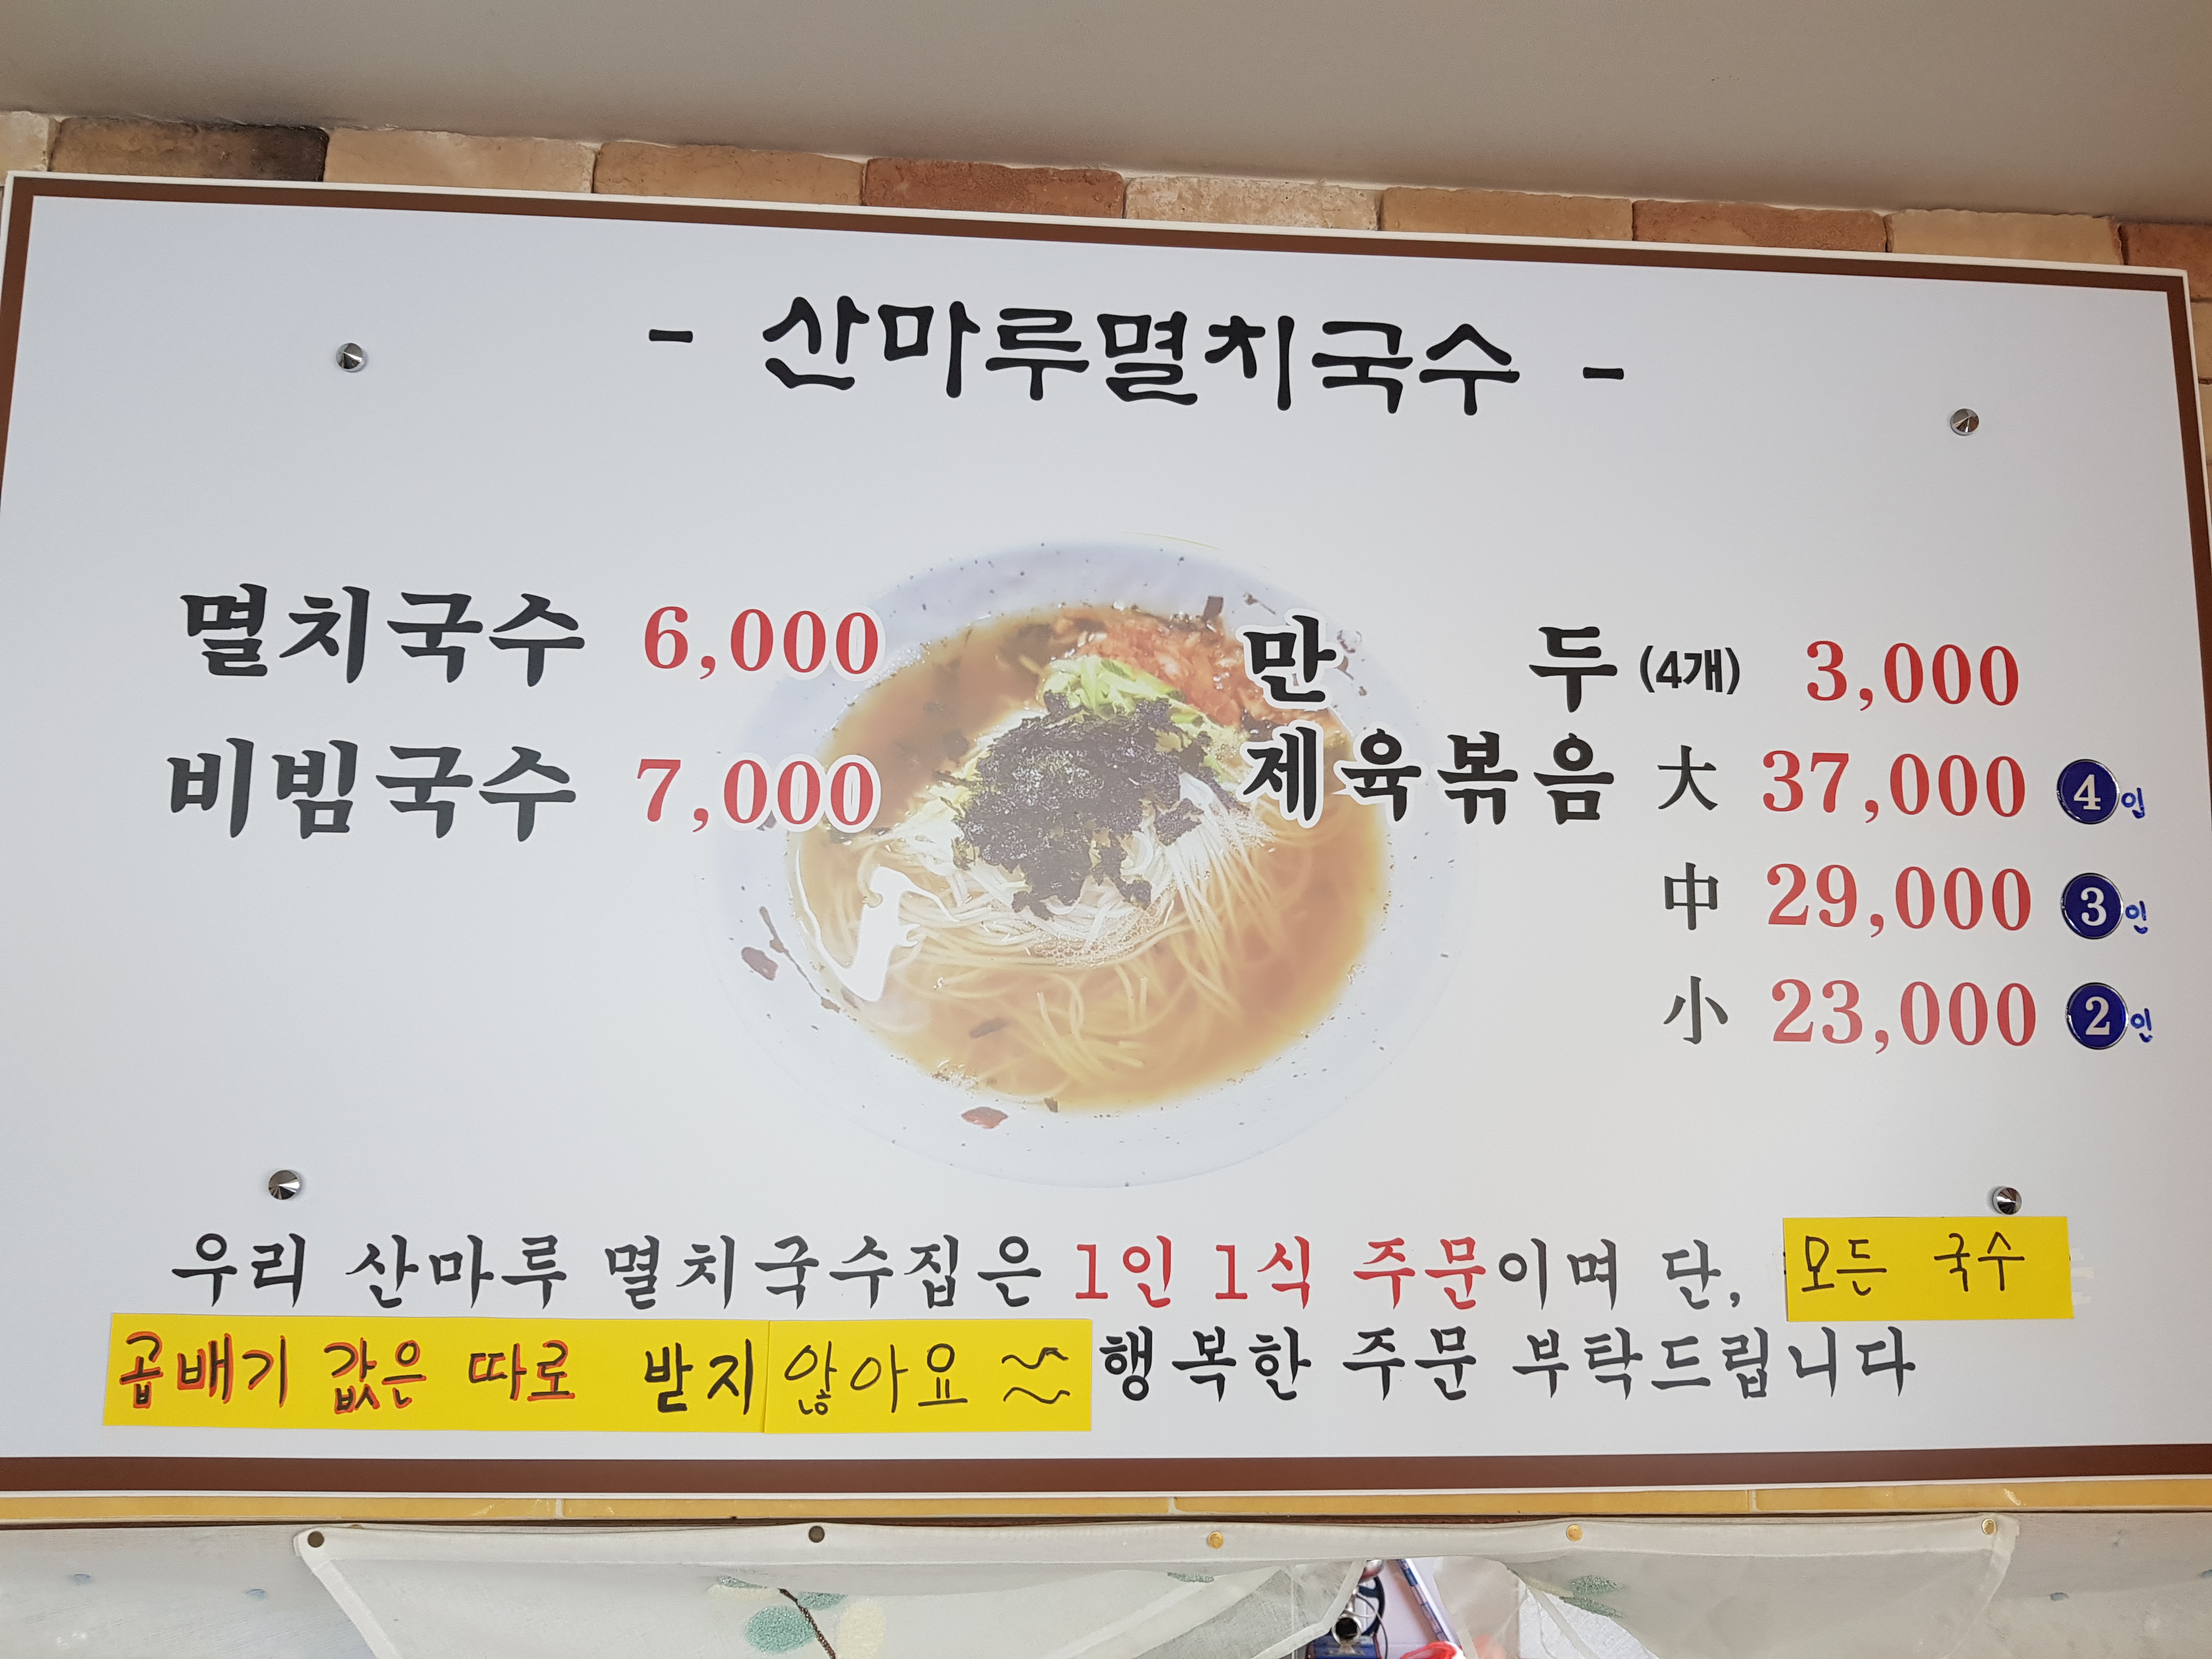 - 산마루멸치국수 -
멸치국수 6,000
비빔국수 7,000
만두 (4개) 3,000
제육볶음 大 37,000 4인
中 29,000 3인
小 23,000 2인
우리 산마루 멸치국수집은 1인 1식 주문이며 단, 모든 국수
곱배기 값은 따로 받지 않아요 ~~ 행복한 주문 부탁드립니다